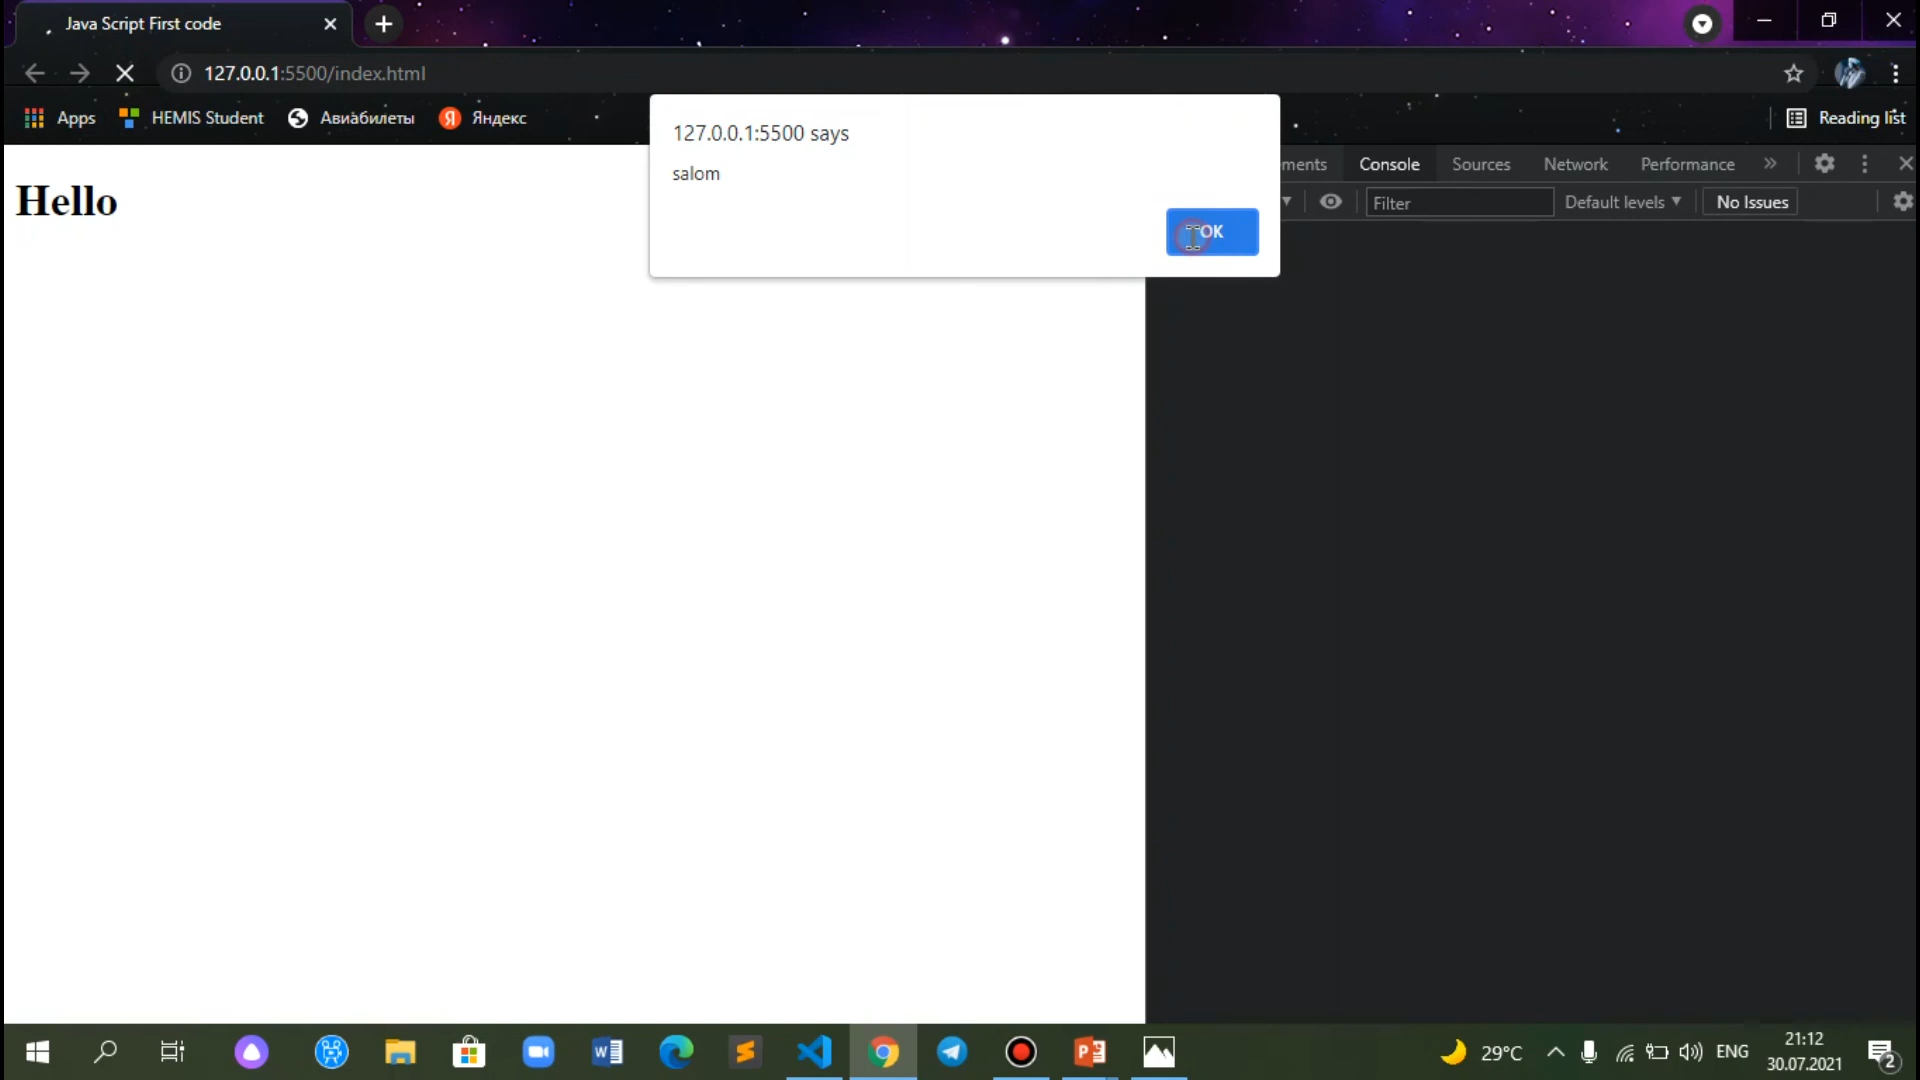 Java Script First code
127.0.0.1:5500/index.html
Apps
HEMIS Student
Авиабилеты
Яндекс
Reading list
127.0.0.1:5500 says
salom
OK
Hello
ments
Console
Sources
Network
Performance
Filter
Default levels
No Issues
29°C
ENG
21:12
30.07.2021
2